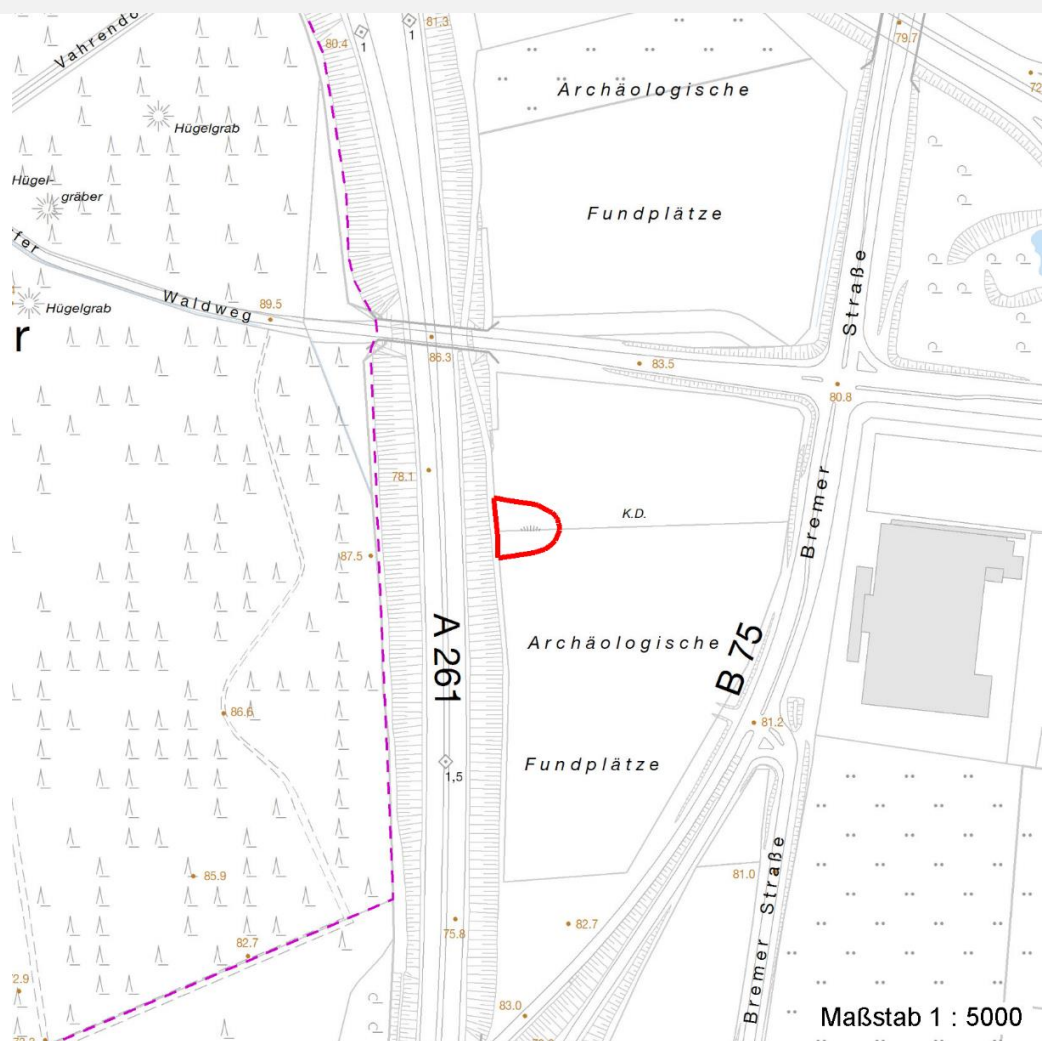 Vahrendo
80.4
1
1
81.3
79.7
72
Archäologische
Hügelgrab
Hügel-
gräber
Fundplätze
fer
Straße
Waldweg
89.5
Hügelgrab
r
86.3
83.5
80.8
78.1
Bremer
K.D.
87.5
A 261
Archäologische
B 75
86.6
81.2
Fundplätze
1,5
85.9
81.0
Bremer Straße
75.8
82.7
82.7
2.9
83.0
Maßstab 1 : 5000